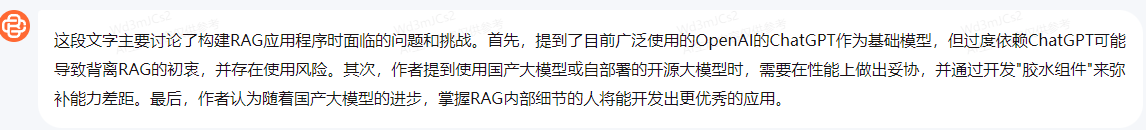 这段文字主要讨论了构建RAG应用程序时面临的问题和挑战。首先，提到了目前广泛使用的OpenAI的ChatGPT作为基础模型，但过度依赖ChatGPT可能
导致背离RAG的初衷，并存在使用风险。其次，作者提到使用国产大模型或自部署的开源大模型时，需要在性能上做出妥协，并通过开发"胶水组件"来弥
补能力差距。最后，作者认为随着国产大模型的进步，掌握RAG内部细节的人将能开发出更优秀的应用。